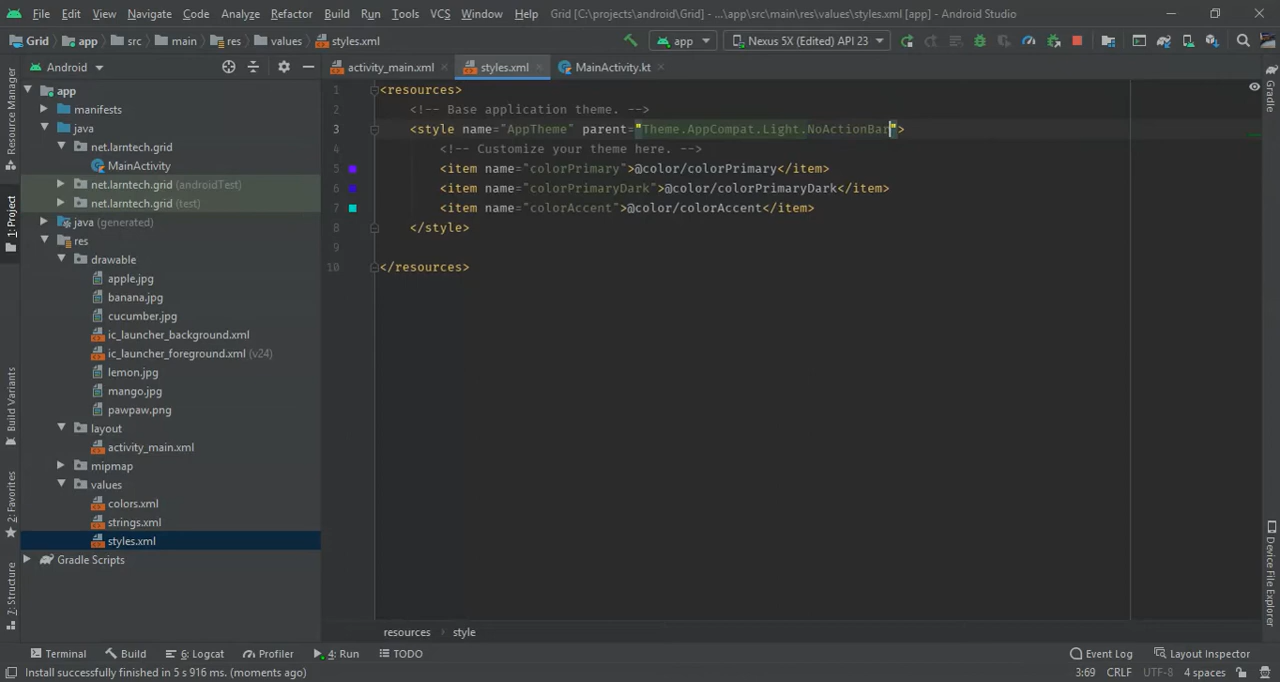 File Edit View Navigate Code Analyze Refactor Build Run Tools VCS Window Help Grid [C:\projects\android\Grid] - ...\app\src\main\res\values\styles.xml [app] - Android Studio
Grid app src main res values styles.xml app Nexus 5X (Edited) API 23
Android activity_main.xml styles.xml MainActivity.kt
Resource Manager
1: Project
Build Variants
2: Favorites
7: Structure
app
manifests
java
net.larntech.grid
MainActivity
net.larntech.grid (androidTest)
net.larntech.grid (test)
java (generated)
res
drawable
apple.jpg
banana.jpg
cucumber.jpg
ic_launcher_background.xml
ic_launcher_foreground.xml (v24)
lemon.jpg
mango.jpg
pawpaw.png
layout
activity_main.xml
mipmap
values
colors.xml
strings.xml
styles.xml
Gradle Scripts
1 <resources>
2 <!-- Base application theme. -->
3 <style name="AppTheme" parent="Theme.AppCompat.Light.NoActionBar">
4 <!-- Customize your theme here. -->
5 <item name="colorPrimary">@color/colorPrimary</item>
6 <item name="colorPrimaryDark">@color/colorPrimaryDark</item>
7 <item name="colorAccent">@color/colorAccent</item>
8 </style>
9
10 </resources>
Gradle
Device File Explorer
resources style
Terminal Build 6: Logcat Profiler 4: Run TODO Event Log Layout Inspector
Install successfully finished in 5 s 916 ms. (moments ago) 3:69 CRLF UTF-8 4 spaces